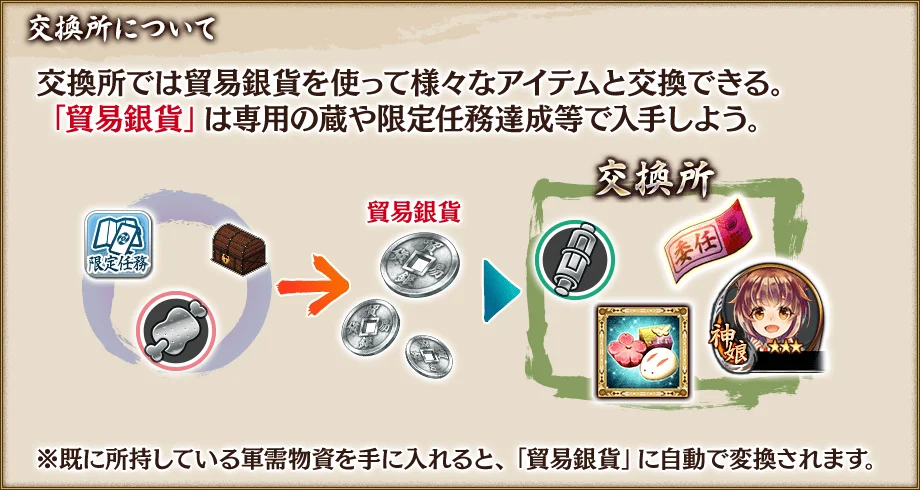 交換所について
交換所では貿易銀貨を使って様々なアイテムと交換できる。
「貿易銀貨」は専用の蔵や限定任務達成等で入手しよう。
交換所
貿易銀貨
限定任務
委任
神娘
※既に所持している軍需物資を手に入れると、「貿易銀貨」に自動で変換されます。